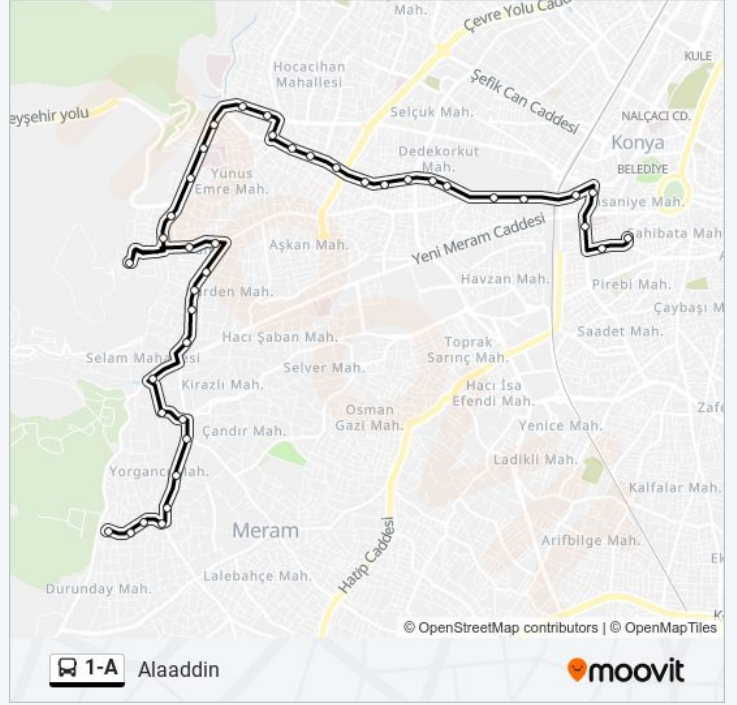 Mah.
Çevre Yolu Cadd
KULE
Hocacihan
Mahallesi
Şefik Can Caddesi
eyşehir yolu
Selçuk Mah.
NALÇACI CD.
Konya
Dedekorkut
Mah.
BELEDİYE
Yunus
Emre Mah.
saniye Mah.
Aşkan Mah.
Yeni Meram Caddesi
ahibata Mah
Havzan Mah.
Pirebi Mah.
rden Mah.
Çaybaşı M
Hacı Şaban Mah.
Toprak
Sarınç Mah.
Saadet Mah.
Selam Mahallesi
Selver Mah.
Kirazlı Mah.
Hacı İsa
Efendi Mah.
Osman
Gazi Mah.
Zafe
Çandır Mah.
Yenice Mah.
Ladikli Mah.
Yorgancı Mah.
Kalfalar Mah.
Meram
Hatıp Caddesi
Arifbilge Mah.
Ek
Lalebahçe Mah.
Durunday Mah.
K
© OpenStreetMap contributors | © OpenMapTiles
1-A Alaaddin
moovit